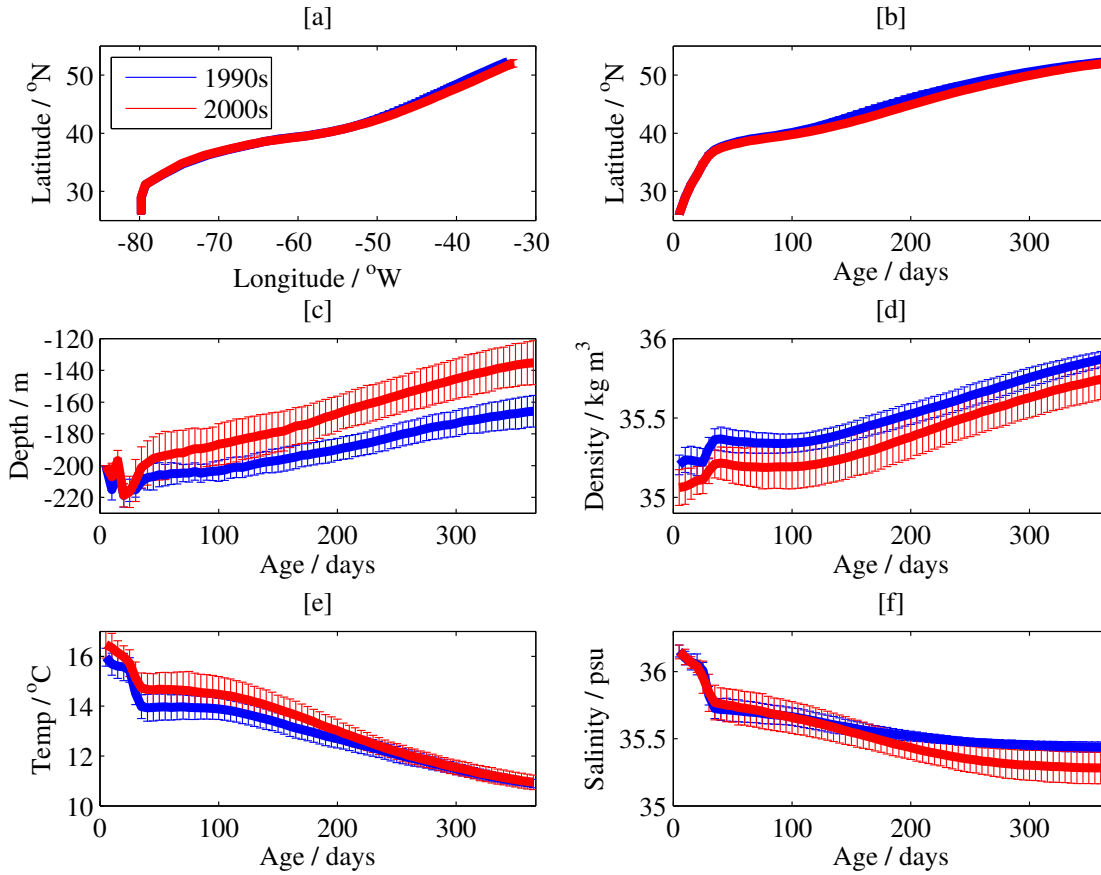 [a]
50
40
30
Latitude / °N
1990s
2000s
-80
-70
-60
-50
-40
-30
Longitude / °W
[b]
50
40
30
Latitude / °N
0
100
200
300
Age / days
[c]
-120
-140
-160
-180
-200
-220
Depth / m
0
100
200
300
Age / days
[d]
36
35.5
35
Density / kg m³
0
100
200
300
Age / days
[e]
16
14
12
10
Temp / °C
0
100
200
300
Age / days
[f]
36
35.5
35
Salinity / psu
0
100
200
300
Age / days